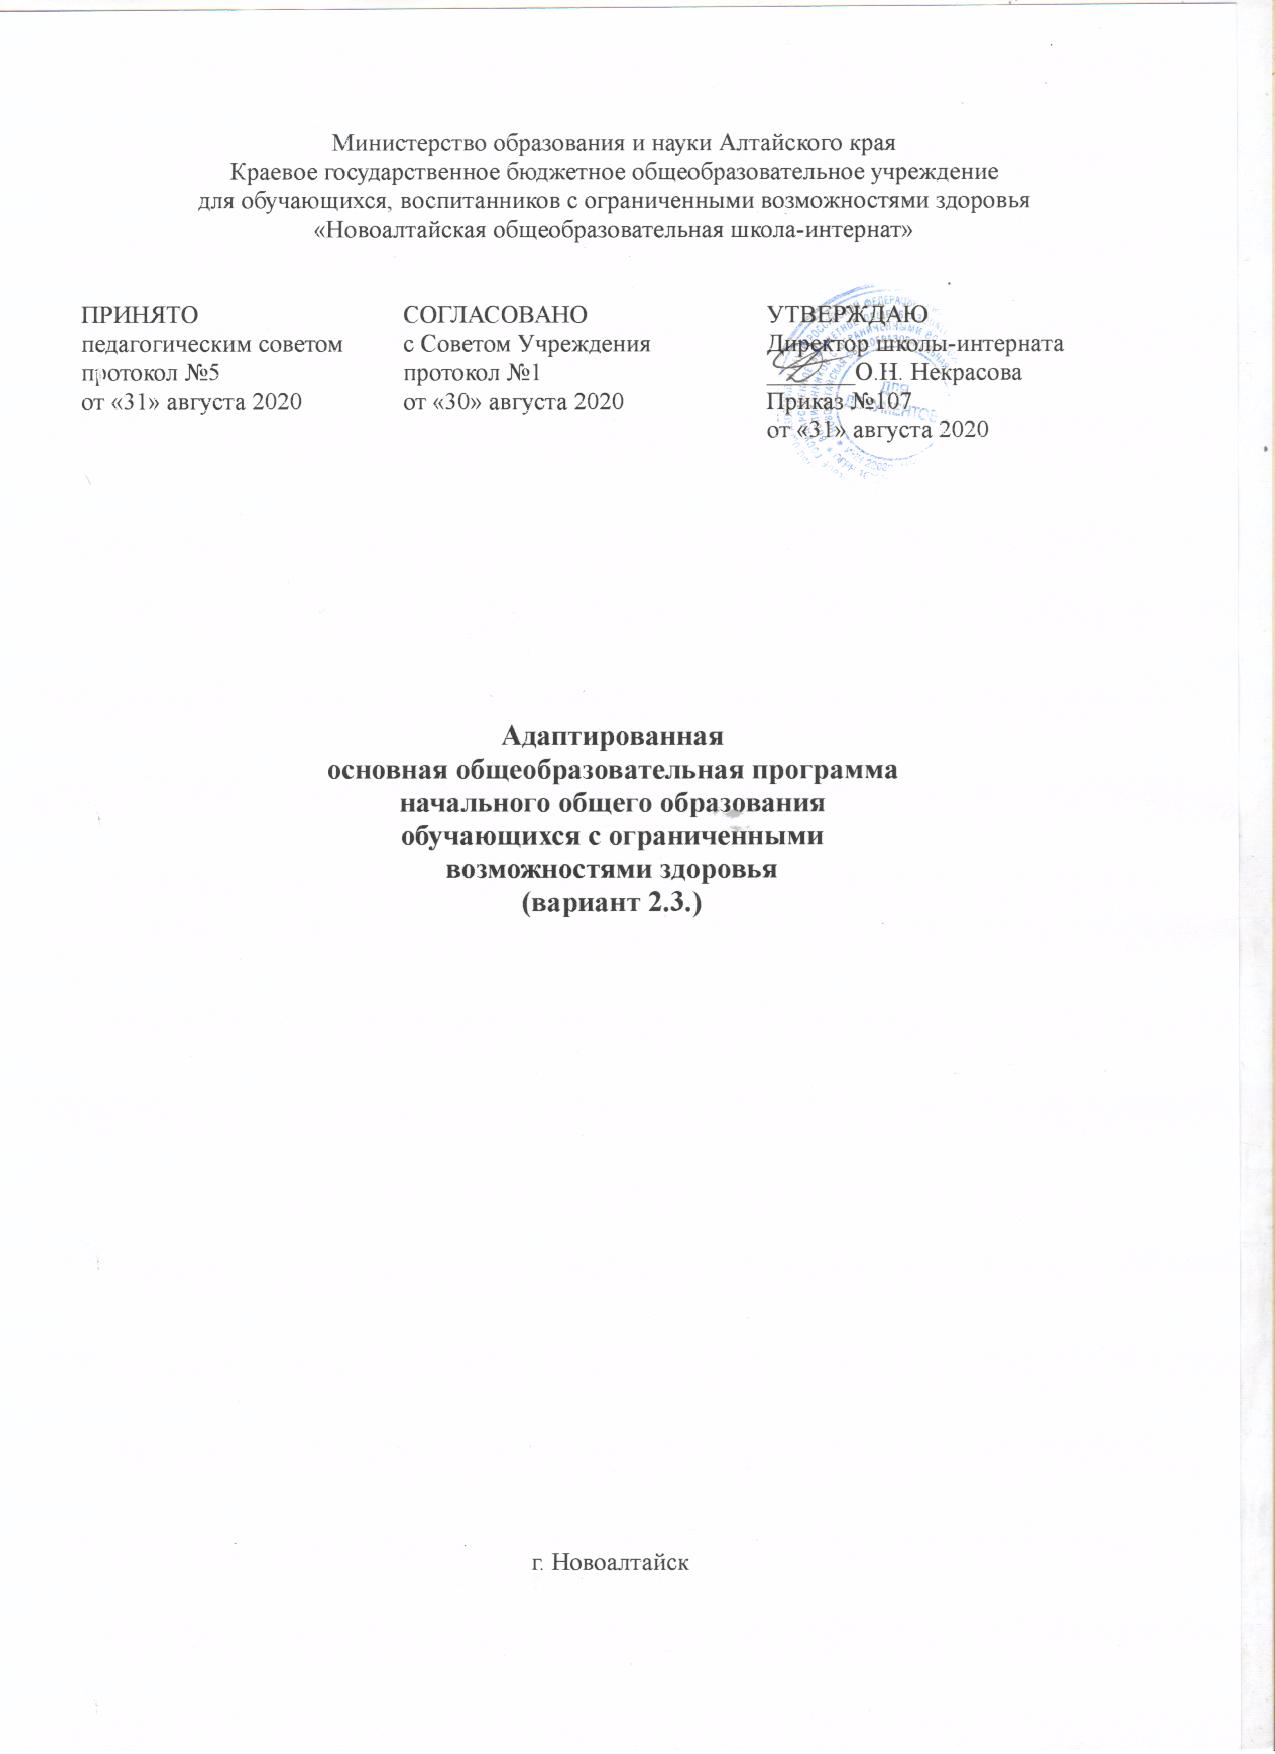 Министерство образования и науки Алтайского края
Краевое государственное бюджетное общеобразовательное учреждение
для обучающихся, воспитанников с ограниченными возможностями здоровья
«Новоалтайская общеобразовательная школа-интернат»
ПРИНЯТО
педагогическим советом
протокол №5
от «31» августа 2020
СОГЛАСОВАНО
с Советом Учреждения
протокол №1
от «30» августа 2020
УТВЕРЖДАЮ
Директор школы-интерната
_______О.Н. Некрасова
Приказ №107
от «31» августа 2020
ДЛЯ
ДОКУМЕНТОВ
Адаптированная
основная общеобразовательная программа
начального общего образования
обучающихся с ограниченными
возможностями здоровья
(вариант 2.3.)
г. Новоалтайск